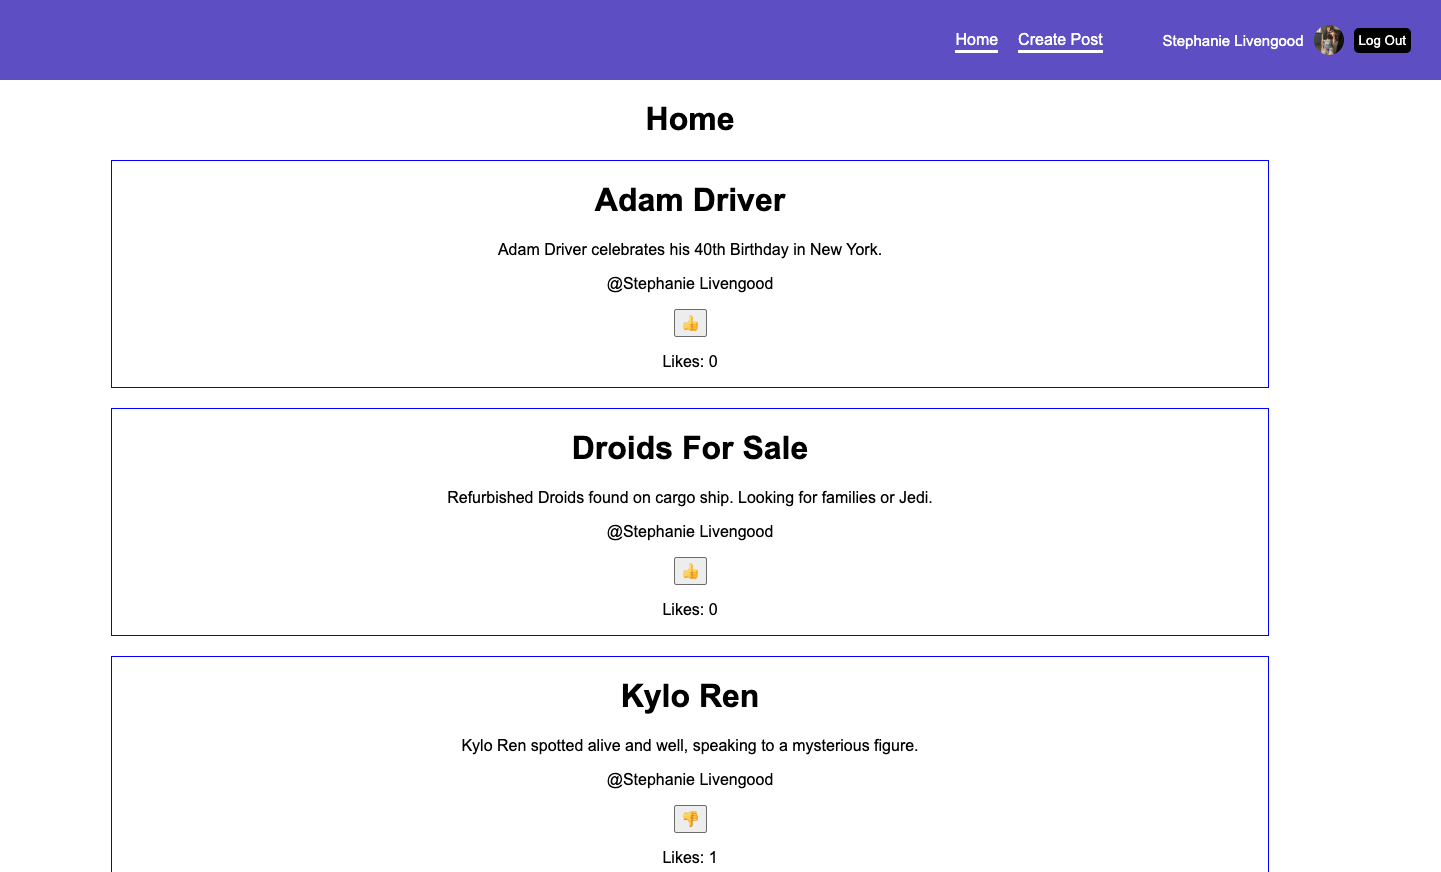 Home Create Post Stephanie Livengood Log Out
Home
Adam Driver
Adam Driver celebrates his 40th Birthday in New York.
@Stephanie Livengood
👍
Likes: 0
Droids For Sale
Refurbished Droids found on cargo ship. Looking for families or Jedi.
@Stephanie Livengood
👍
Likes: 0
Kylo Ren
Kylo Ren spotted alive and well, speaking to a mysterious figure.
@Stephanie Livengood
👎
Likes: 1